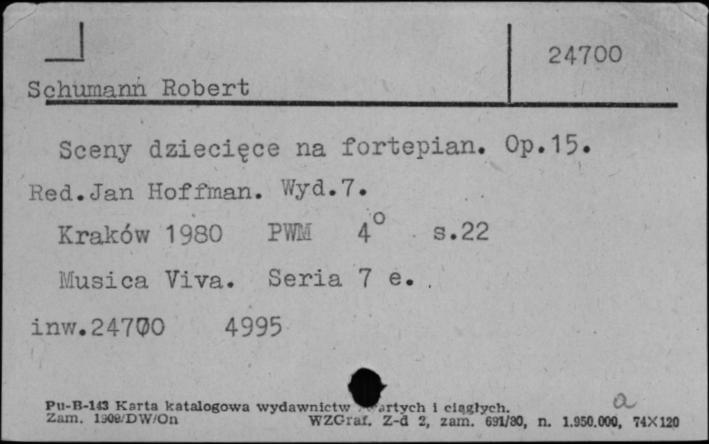 24700
Schumann Robert
Sceny dziecięce na fortepian. Op.15.
Red.Jan Hoffman. Wyd.7.
Kraków 1980 PWM 4° s.22
Musica Viva. Seria 7 e.
inw.24700 4995
a
Pu-B-143 Karta katalogowa wydawnictw i ciągłych.
Zam. DW/On WZGraf. Z-d 2, zam. 691/80, n. 1.950.000, 74X120